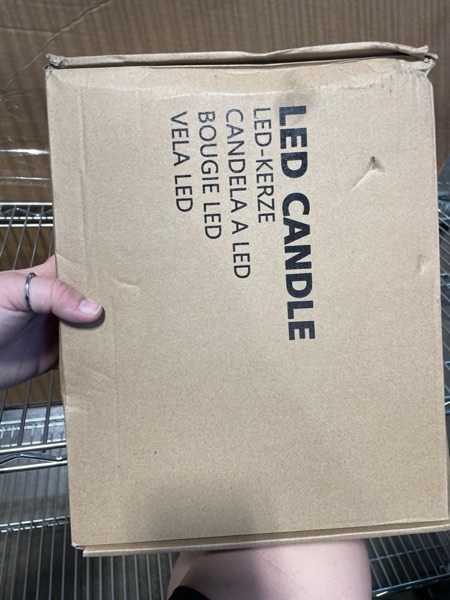 LED CANDLE
LED-KERZE
CANDELA A LED
BOUGIE LED
VELA LED